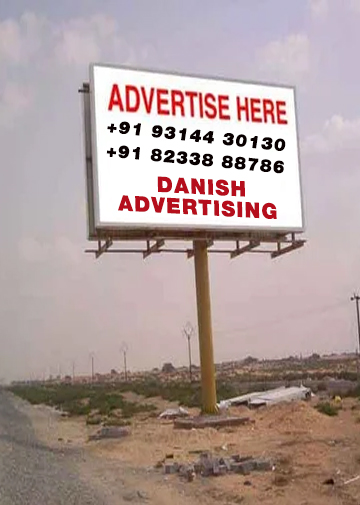 ADVERTISE HERE
+91 93144 30130
+91 82338 88786
DANISH
ADVERTISING